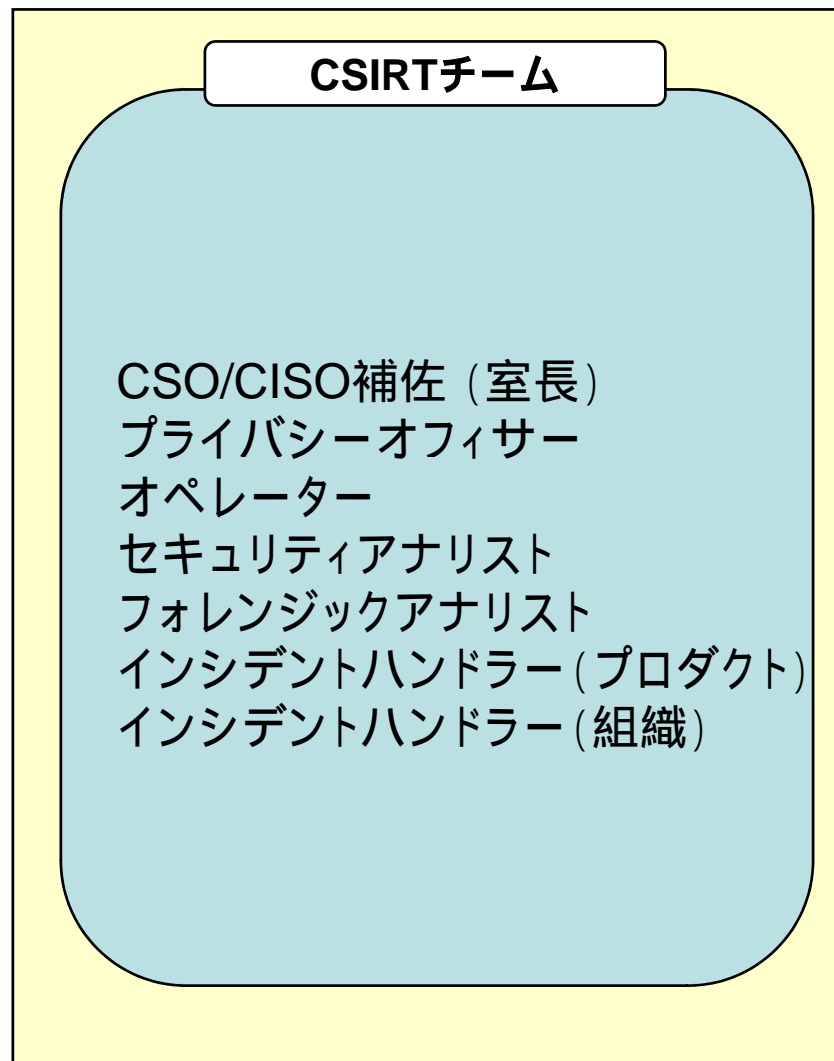 CSIRTチーム
CSO/CISO補佐（室長）
プライバシーオフィサー
オペレーター
セキュリティアナリスト
フォレンジックアナリスト
インシデントハンドラー（プロダクト）
インシデントハンドラー（組織）